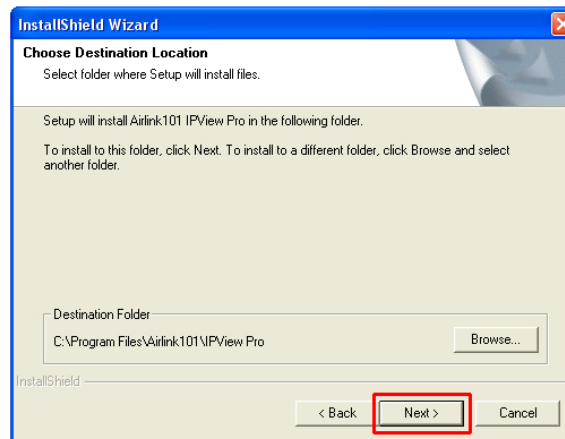 InstallShield Wizard
Choose Destination Location
Select folder where Setup will install files.
Setup will install Airlink101 IPView Pro in the following folder.
To install to this folder, click Next. To install to a different folder, click Browse and select
another folder.
Destination Folder
C:\Program Files\Airlink101\IPView Pro
Browse...
InstallShield
< Back
Next >
Cancel